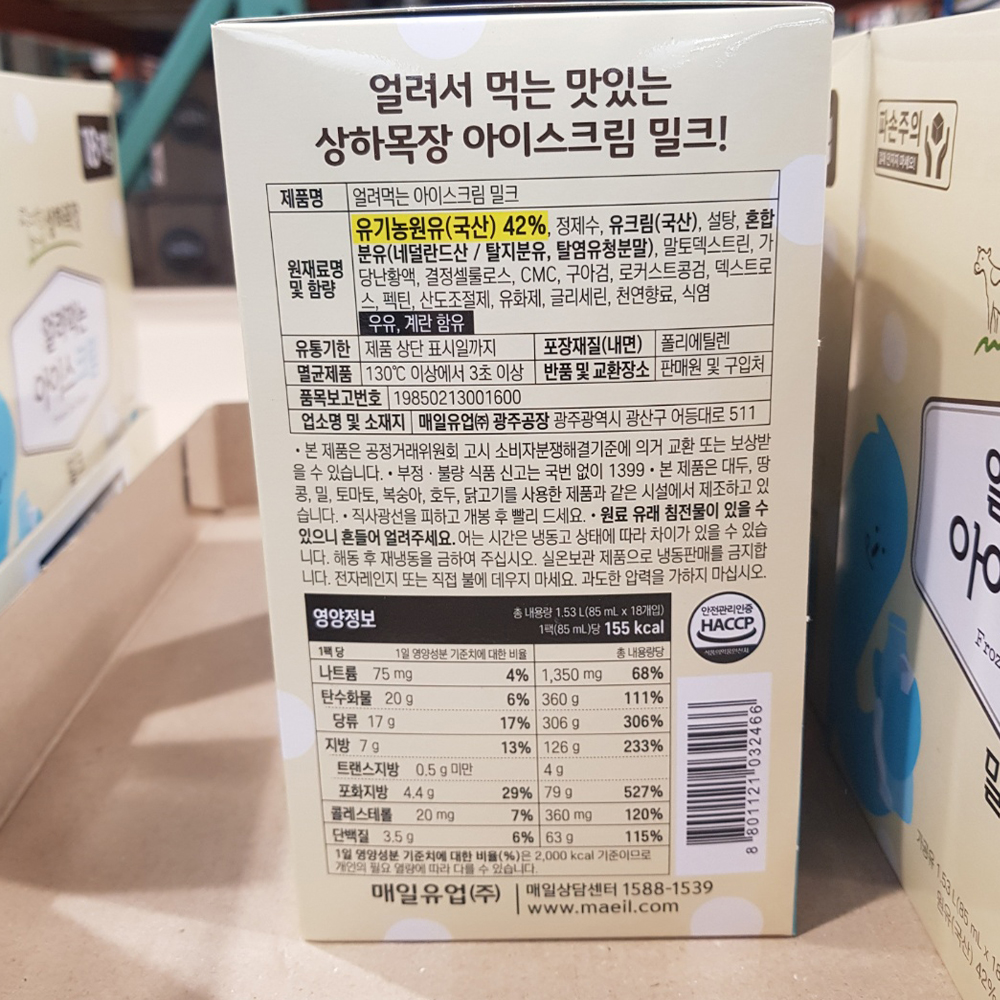 얼려서 먹는 맛있는
상하목장 아이스크림 밀크!
제품명 얼려먹는 아이스크림 밀크
원재료명 및 함량
유기농원유(국산) 42%, 정제수, 유크림(국산), 설탕, 혼합
분유(네덜란드산 / 탈지분유, 탈염유청분말), 말토덱스트린, 가
당난황액, 결정셀룰로스, CMC, 구아검, 로커스트콩검, 덱스트로
스, 펙틴, 산도조절제, 유화제, 글리세린, 천연향료, 식염
우유, 계란 함유
유통기한 제품 상단 표시일까지 포장재질(내면) 폴리에틸렌
멸균제품 130℃ 이상에서 3초 이상 반품 및 교환장소 판매원 및 구입처
품목보고번호 19850213001600
업소명 및 소재지 매일유업㈜ 광주공장 광주광역시 광산구 어등대로 511
• 본 제품은 공정거래위원회 고시 소비자분쟁해결기준에 의거 교환 또는 보상받
을 수 있습니다. • 부정 · 불량 식품 신고는 국번 없이 1399 • 본 제품은 대두, 땅
콩, 밀, 토마토, 복숭아, 호두, 닭고기를 사용한 제품과 같은 시설에서 제조하고 있
습니다. • 직사광선을 피하고 개봉 후 빨리 드세요. • 원료 유래 침전물이 있을 수
있으니 흔들어 얼려주세요. 어는 시간은 냉동고 상태에 따라 차이가 있을 수 있습
니다. 해동 후 재냉동을 금하여 주십시오. 실온보관 제품으로 냉동판매를 금지합
니다. 전자레인지 또는 직접 불에 데우지 마세요. 과도한 압력을 가하지 마십시오.
영양정보
총 내용량 1.53 L(85 mL x 18개입)
1팩(85 mL)당 155 kcal
1팩 당 1일 영양성분 기준치에 대한 비율 총 내용량당
나트륨 75 mg 4% 1,350 mg 68%
탄수화물 20 g 6% 360 g 111%
당류 17 g 17% 306 g 306%
지방 7 g 13% 126 g 233%
트랜스지방 0.5 g 미만 4 g
포화지방 4.4 g 29% 79 g 527%
콜레스테롤 20 mg 7% 360 mg 120%
단백질 3.5 g 6% 63 g 115%
1일 영양성분 기준치에 대한 비율(%)은 2,000 kcal 기준이므로
개인의 필요 열량에 따라 다를 수 있습니다.
안전관리인증
HACCP
식품의약품안전처
8 801121 032466
매일유업(주)
매일상담센터 1588-1539
www.maeil.com
파손주의
상하목장
얼려먹는
아이스